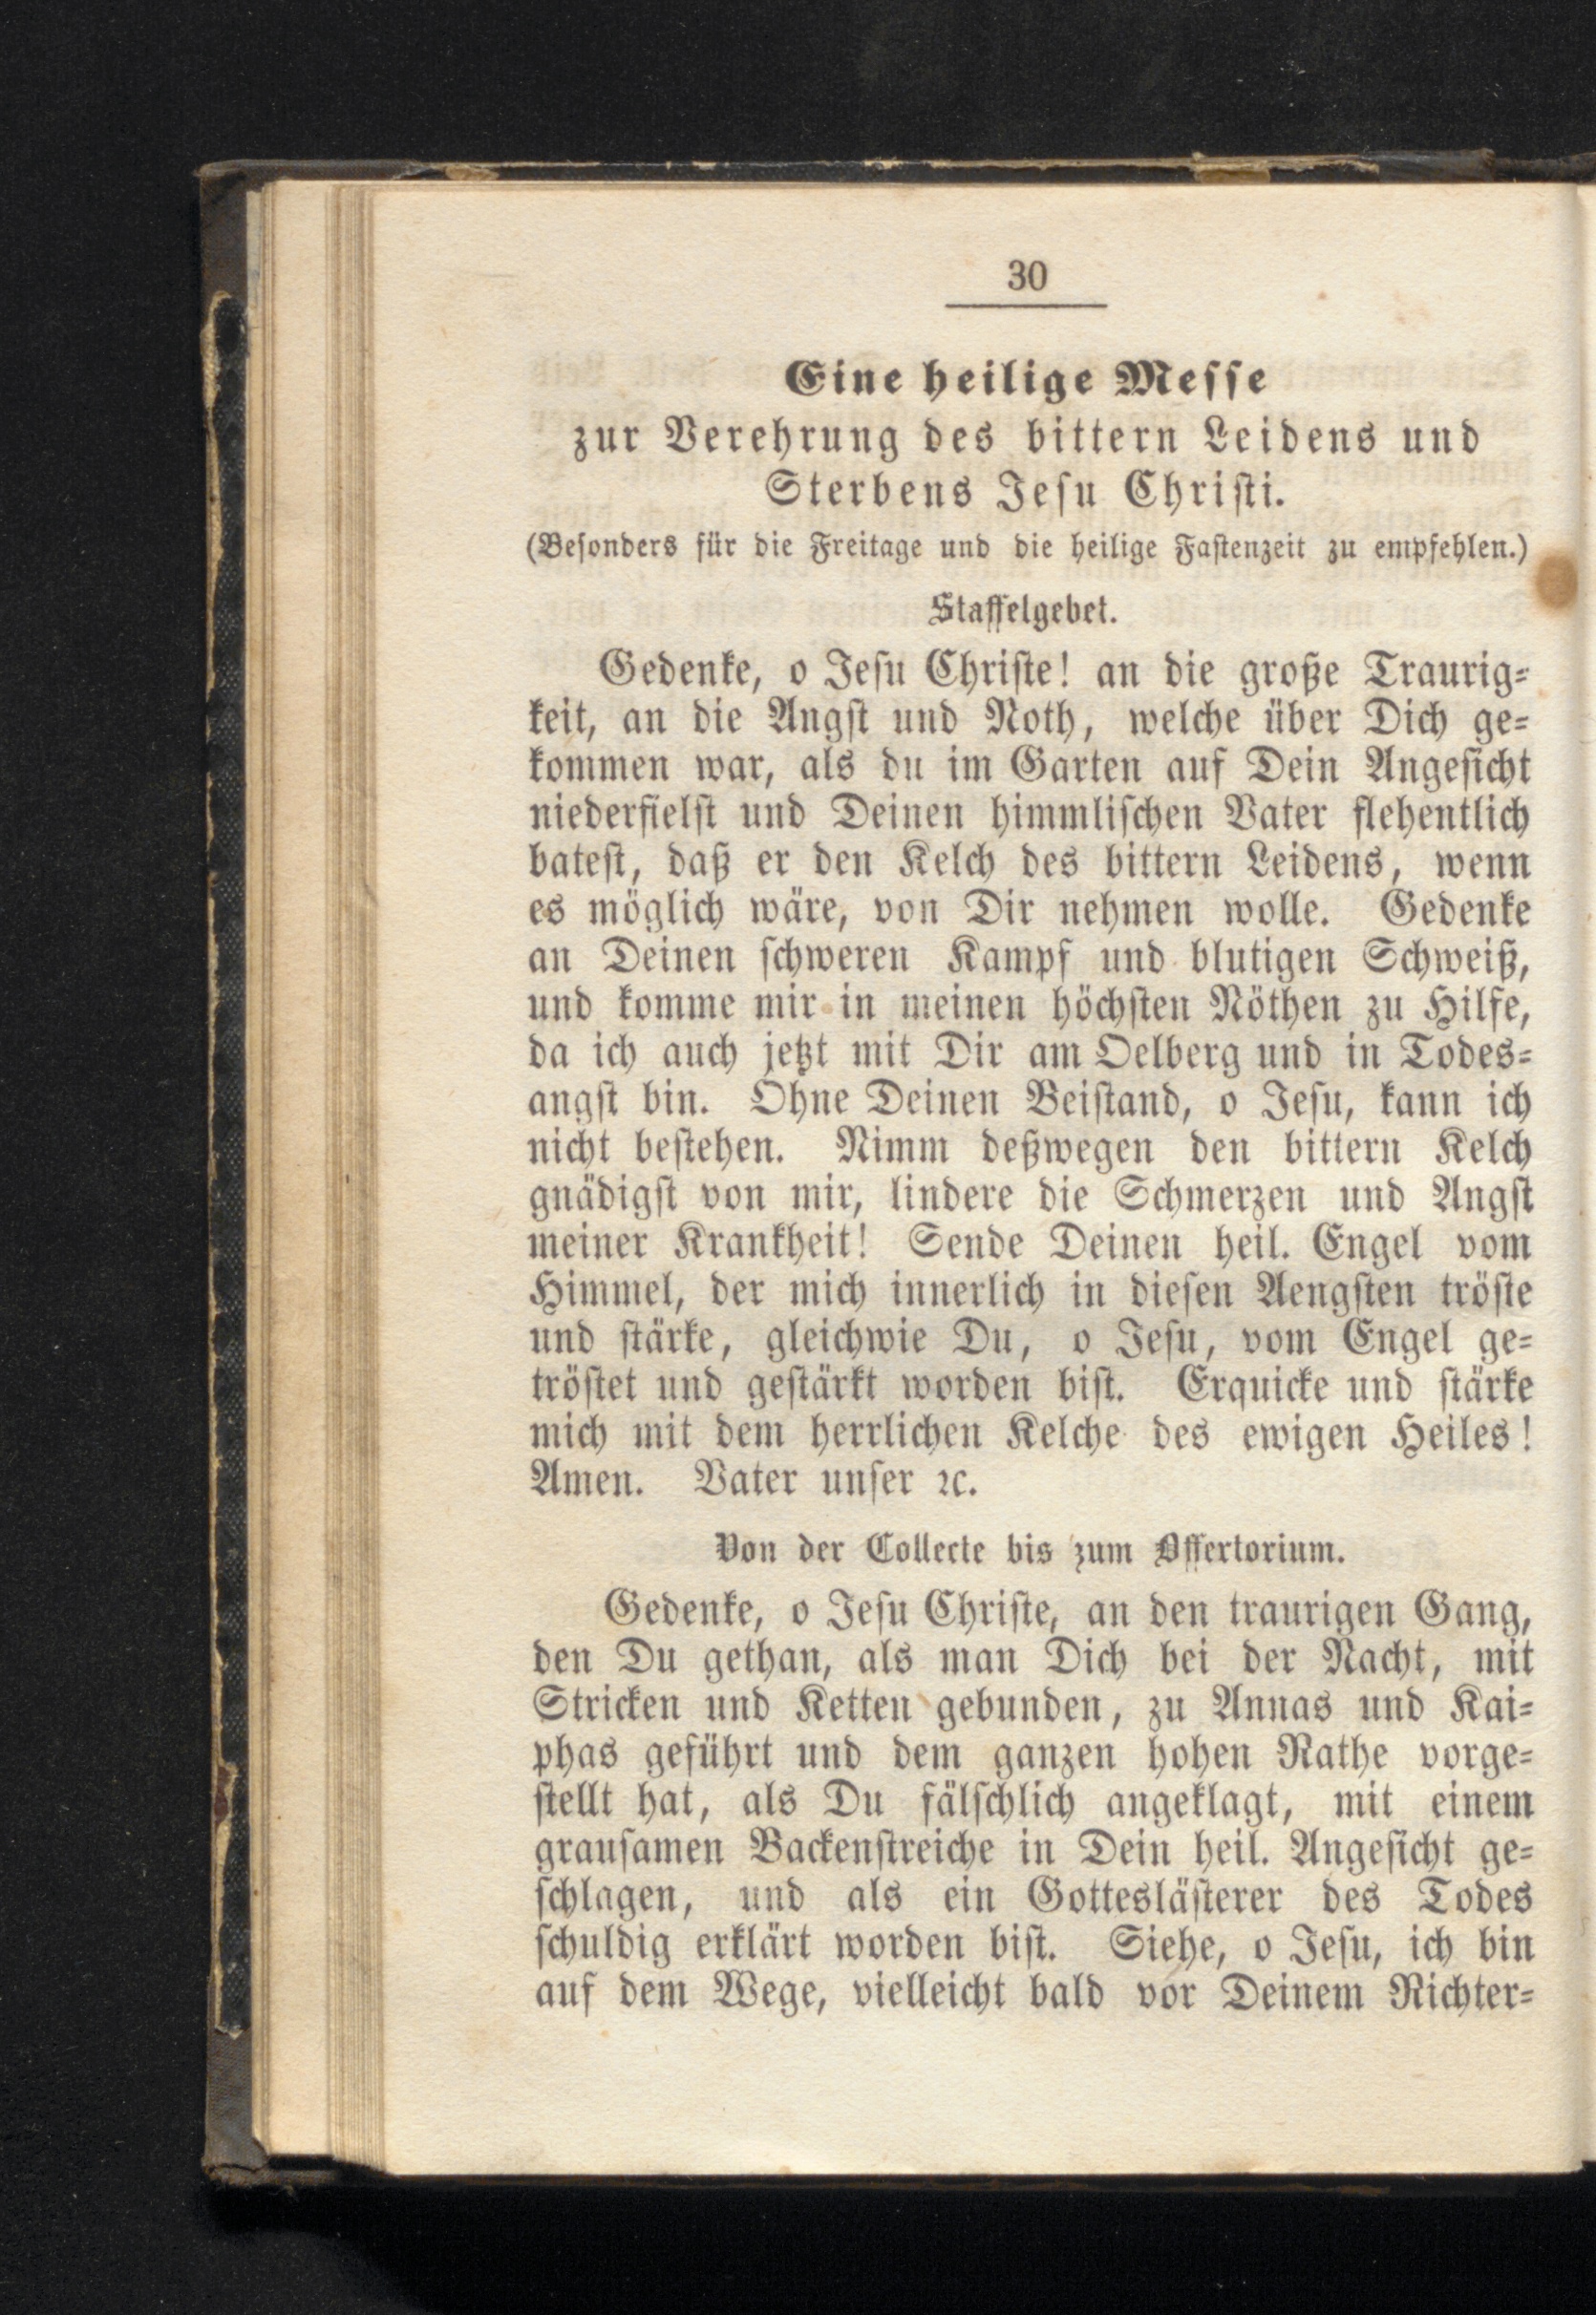 30
Eine heilige Messe
zur Verehrung des bittern Leidens und
Sterbens Jesu Christi.
(Besonders für die Freitage und die heilige Fastenzeit zu empfehlen.)
Staffelgebet.
Gedenke, o Jesu Christe! an die große Traurig-
keit, an die Angst und Noth, welche über Dich ge-
kommen war, als du im Garten auf Dein Angesicht
niederfielst und Deinen himmlischen Vater flehentlich
batest, daß er den Kelch des bittern Leidens, wenn
es möglich wäre, von Dir nehmen wolle. Gedenke
an Deinen schweren Kampf und blutigen Schweiß,
und komme mir in meinen höchsten Nöthen zu Hilfe,
da ich auch jetzt mit Dir am Oelberg und in Todes-
angst bin. Ohne Deinen Beistand, o Jesu, kann ich
nicht bestehen. Nimm deßwegen den bittern Kelch
gnädigst von mir, lindere die Schmerzen und Angst
meiner Krankheit! Sende Deinen heil. Engel vom
Himmel, der mich innerlich in diesen Aengsten tröste
und stärke, gleichwie Du, o Jesu, vom Engel ge-
tröstet und gestärkt worden bist. Erquicke und stärke
mich mit dem herrlichen Kelche des ewigen Heiles!
Amen. Vater unser ꝛc.
Von der Collecte bis zum Offertorium.
Gedenke, o Jesu Christe, an den traurigen Gang,
den Du gethan, als man Dich bei der Nacht, mit
Stricken und Ketten gebunden, zu Annas und Kai-
phas geführt und dem ganzen hohen Rathe vorge-
stellt hat, als Du fälschlich angeklagt, mit einem
grausamen Backenstreiche in Dein heil. Angesicht ge-
schlagen, und als ein Gotteslästerer des Todes
schuldig erklärt worden bist. Siehe, o Jesu, ich bin
auf dem Wege, vielleicht bald vor Deinem Richter-